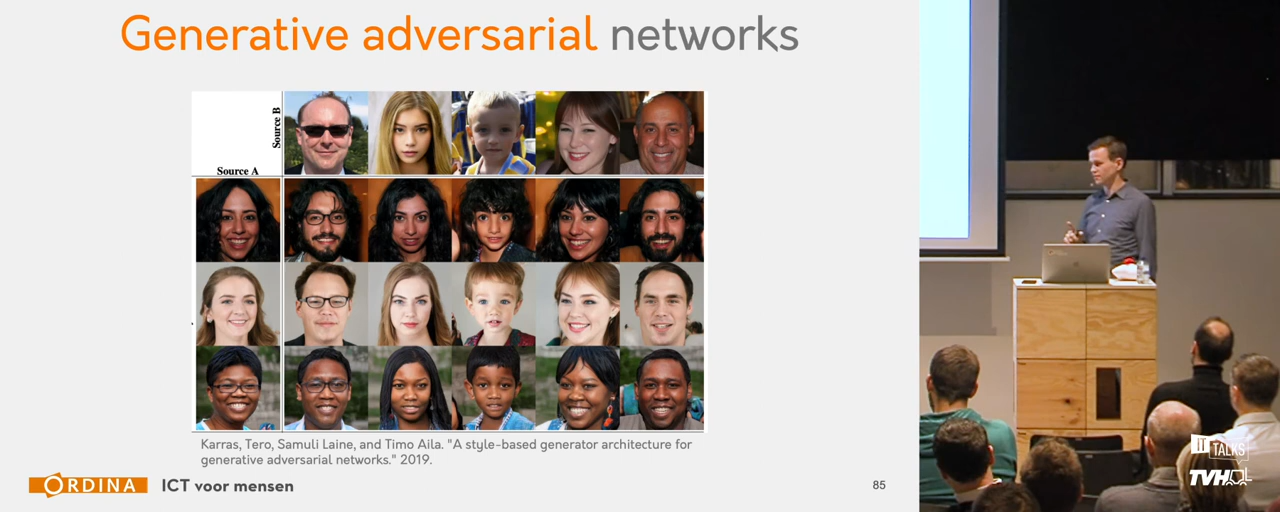 Generative adversarial networks
Source B
Source A
Karras, Tero, Samuli Laine, and Timo Aila. "A style-based generator architecture for
generative adversarial networks." 2019.
ORDINA
ICT voor mensen
85
IT
TALKS
TVH